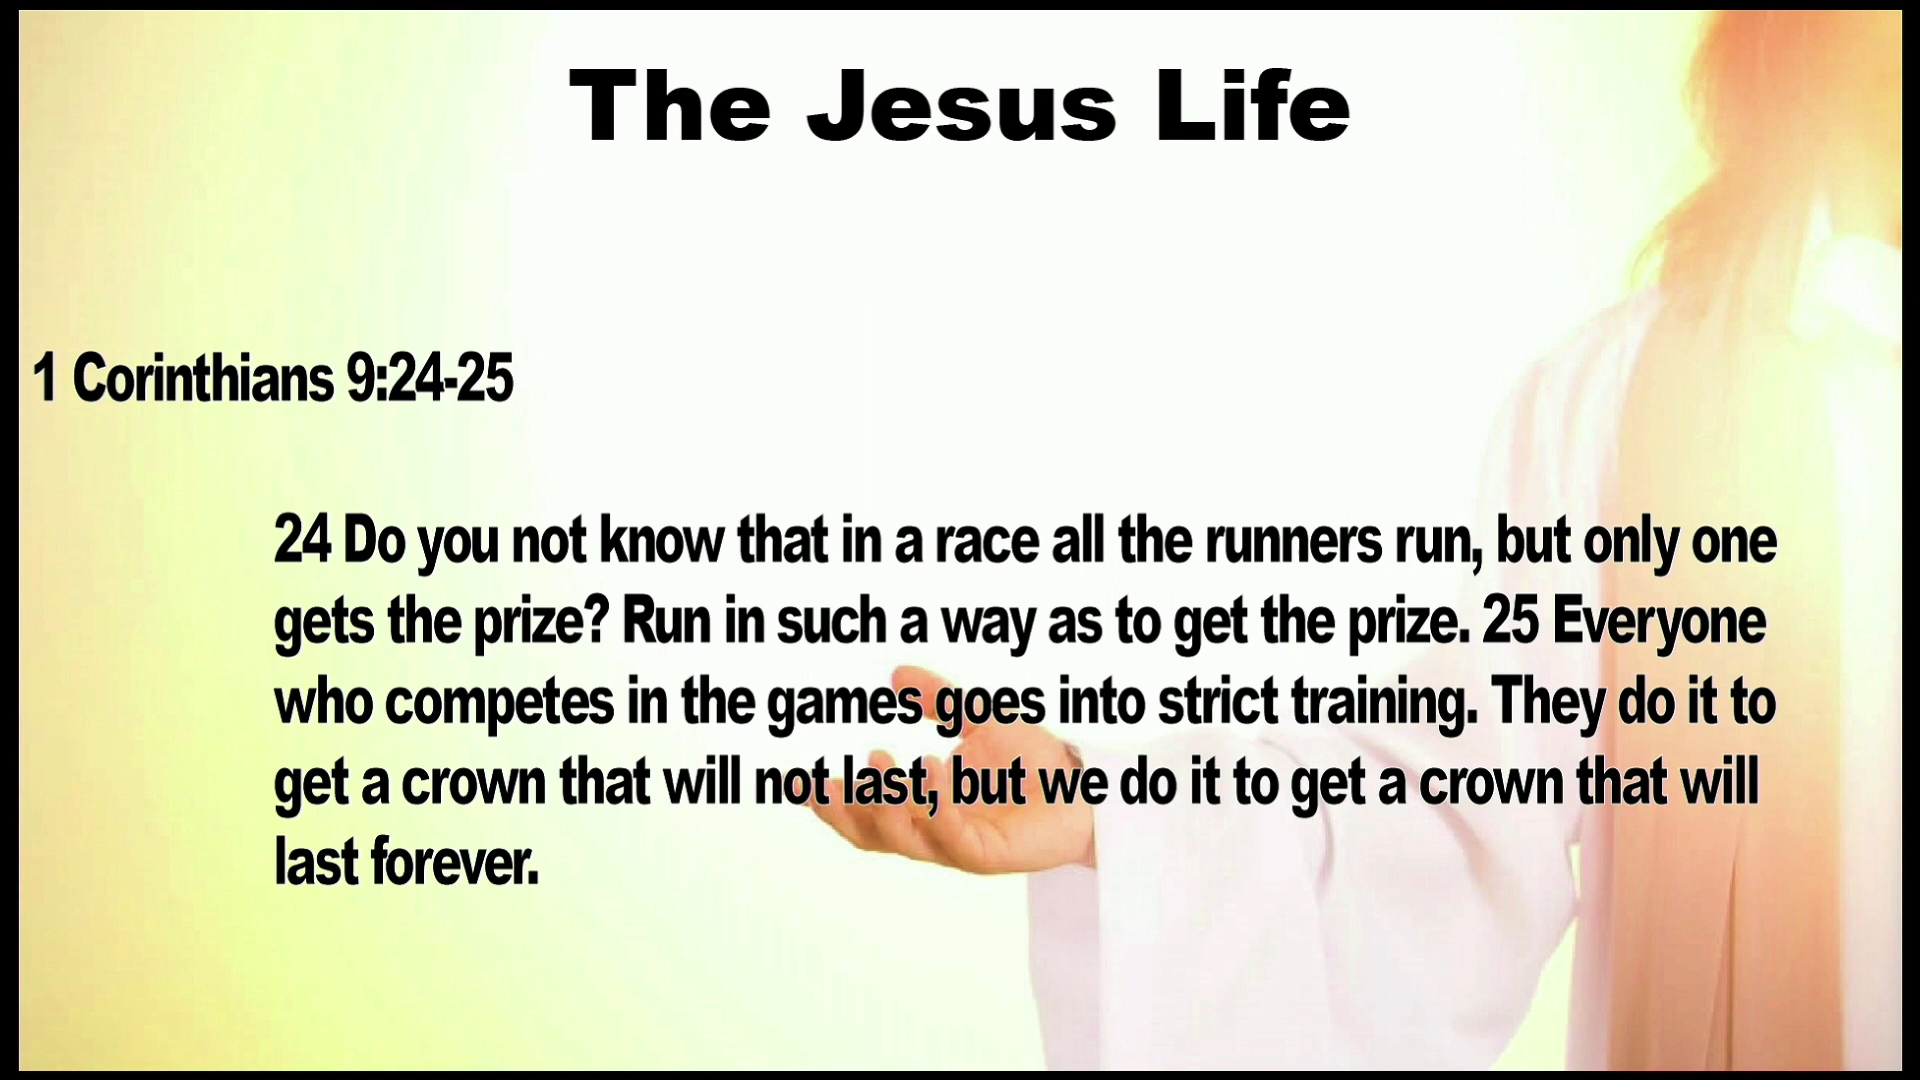 The Jesus Life
1 Corinthians 9:24-25
24 Do you not know that in a race all the runners run, but only one
gets the prize? Run in such a way as to get the prize. 25 Everyone
who competes in the games goes into strict training. They do it to
get a crown that will not last, but we do it to get a crown that will
last forever.